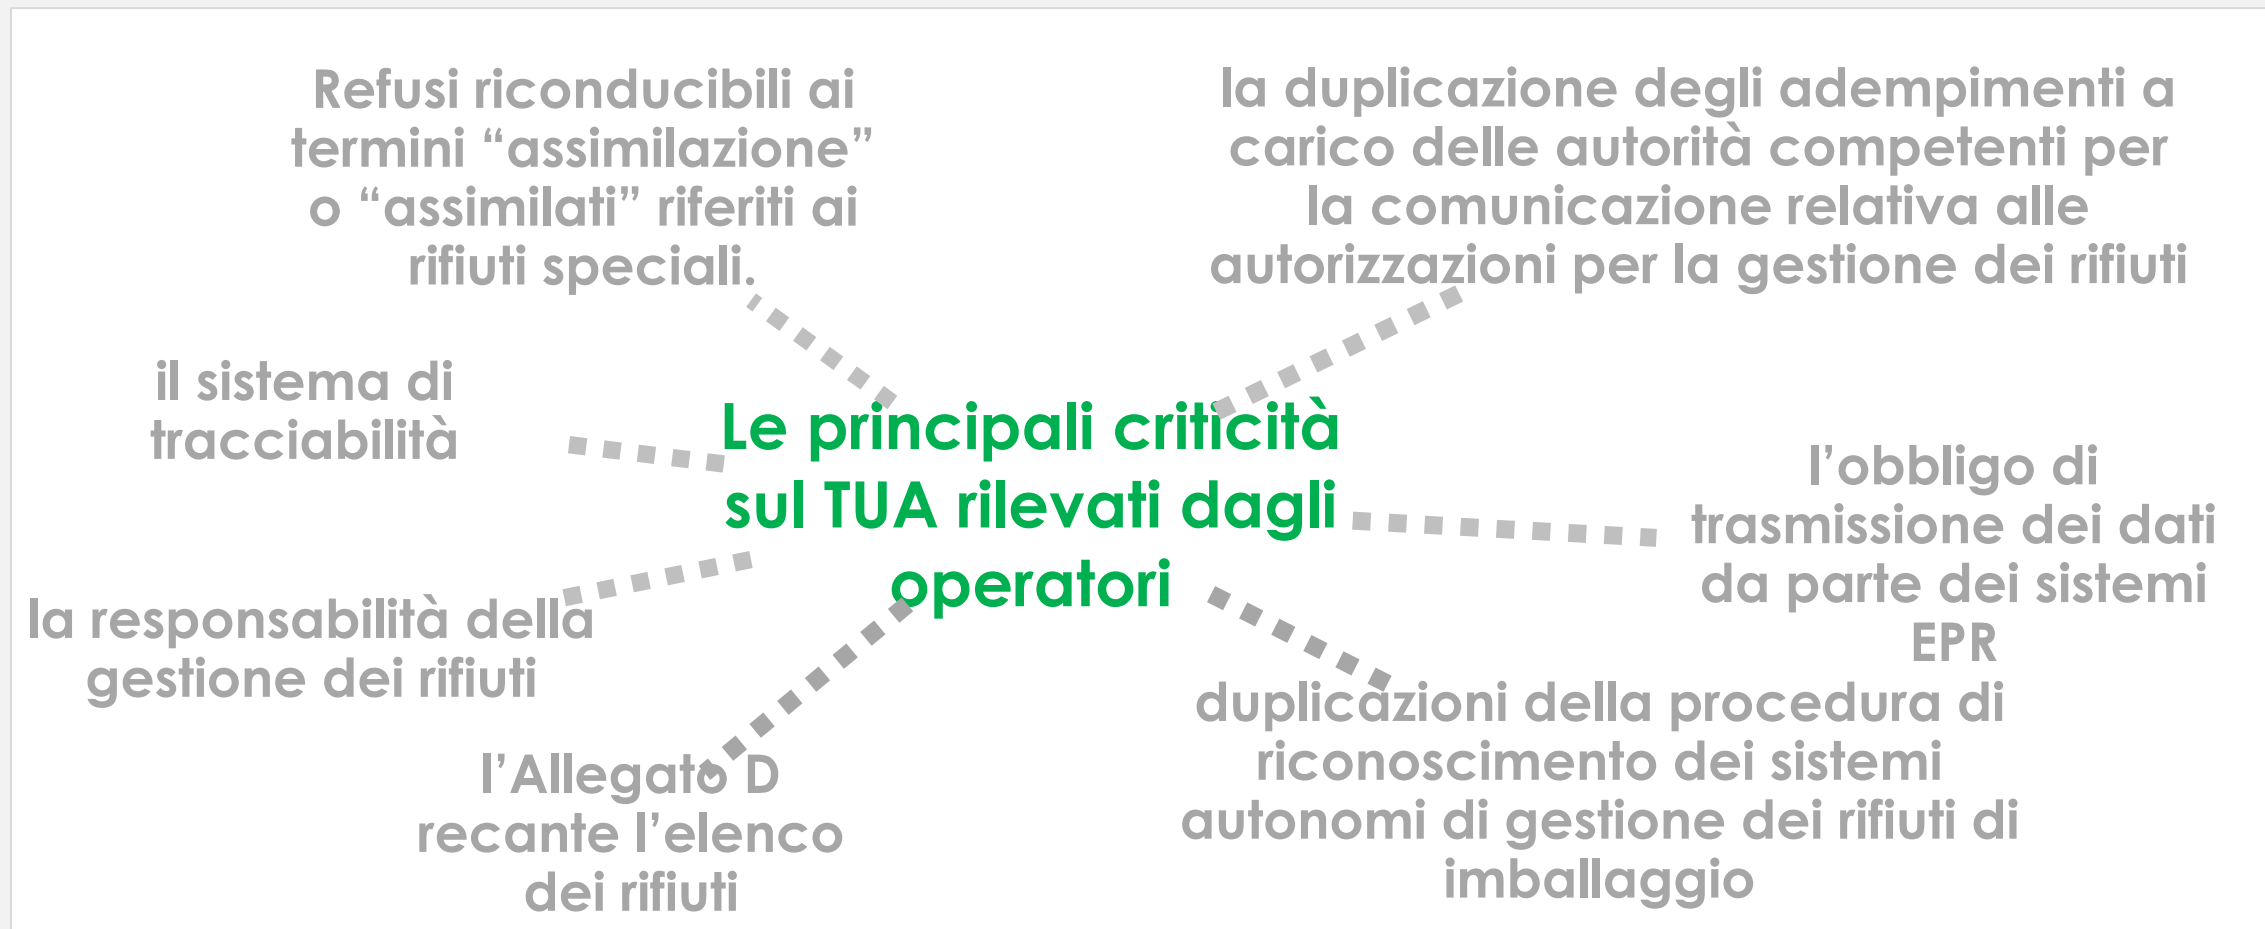 Refusi riconducibili ai
termini “assimilazione”
o “assimilati” riferiti ai
rifiuti speciali.
la duplicazione degli adempimenti a
carico delle autorità competenti per
la comunicazione relativa alle
autorizzazioni per la gestione dei rifiuti
il sistema di
tracciabilità
Le principali criticità
sul TUA rilevati dagli
operatori
l’obbligo di
trasmissione dei dati
da parte dei sistemi
EPR
la responsabilità della
gestione dei rifiuti
duplicazioni della procedura di
riconoscimento dei sistemi
autonomi di gestione dei rifiuti di
imballaggio
l’Allegato D
recante l’elenco
dei rifiuti